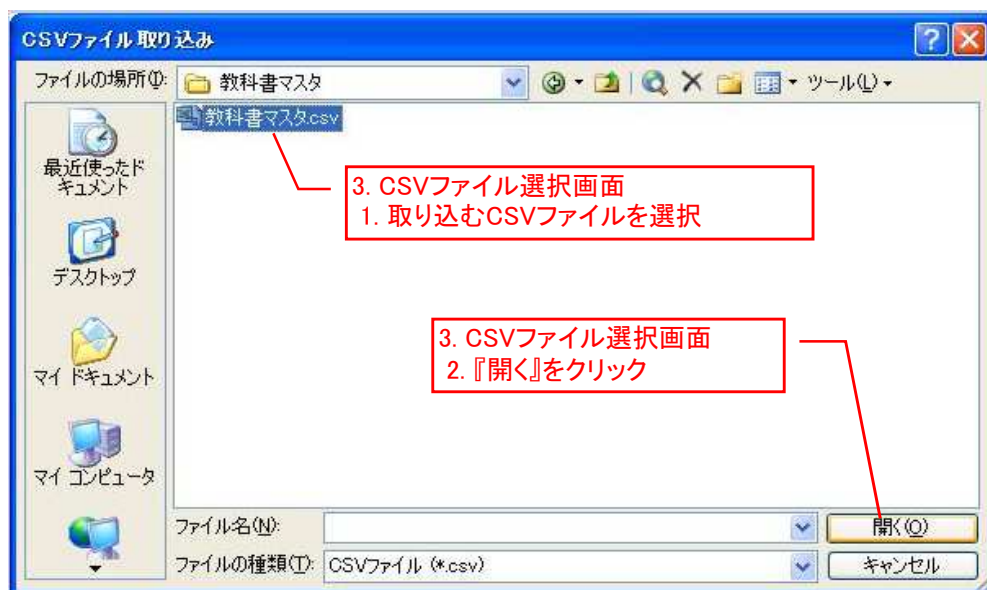 CSVファイル 取り込み
ファイルの場所(I):
教科書マスタ
ツール(L)
教科書マスタ.csv
最近使ったド
キュメント
3. CSVファイル選択画面
1. 取り込むCSVファイルを選択
デスクトップ
3. CSVファイル選択画面
2. 『開く』をクリック
マイ ドキュメント
マイ コンピュータ
ファイル名(N):
開く(O)
ファイルの種類(T):
CSVファイル (*.csv)
キャンセル